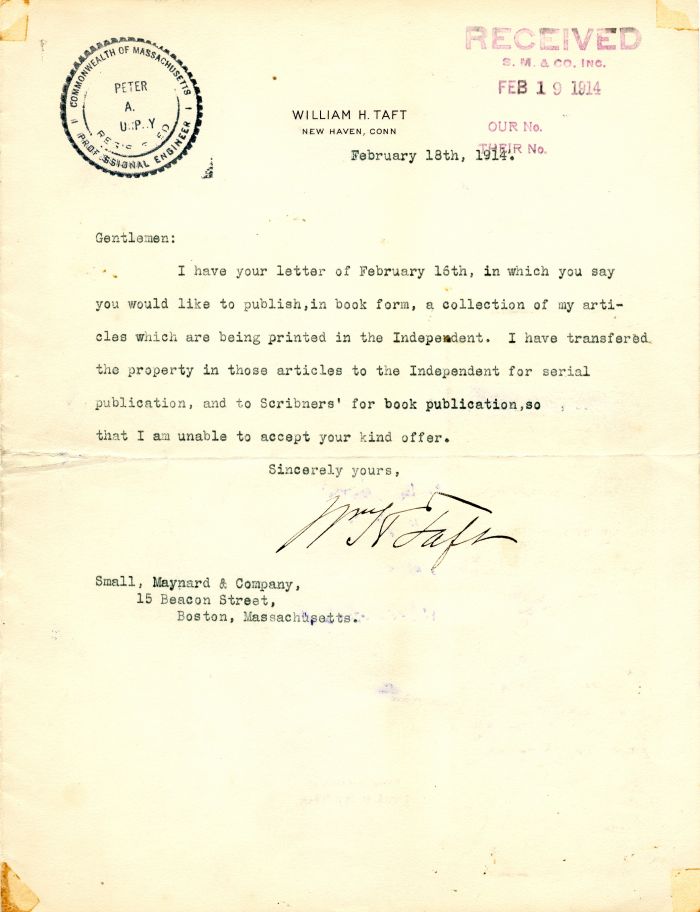 COMMONWEALTH OF MASSACHUSETTS
PETER
A.
REGISTERED
PROFESSIONAL ENGINEER
RECEIVED
S. M. & CO. INC.
FEB 19 1914
OUR No.
THEIR No.
WILLIAM H. TAFT
NEW HAVEN, CONN
February 18th, 1914.
Gentlemen:
I have your letter of February 16th, in which you say
you would like to publish,in book form, a collection of my arti-
cles which are being printed in the Independent. I have transfered
the property in those articles to the Independent for serial
publication, and to Scribners' for book publication,so
that I am unable to accept your kind offer.
Sincerely yours,
Wm H Taft
Small, Maynard & Company,
15 Beacon Street,
Boston, Massachusetts.